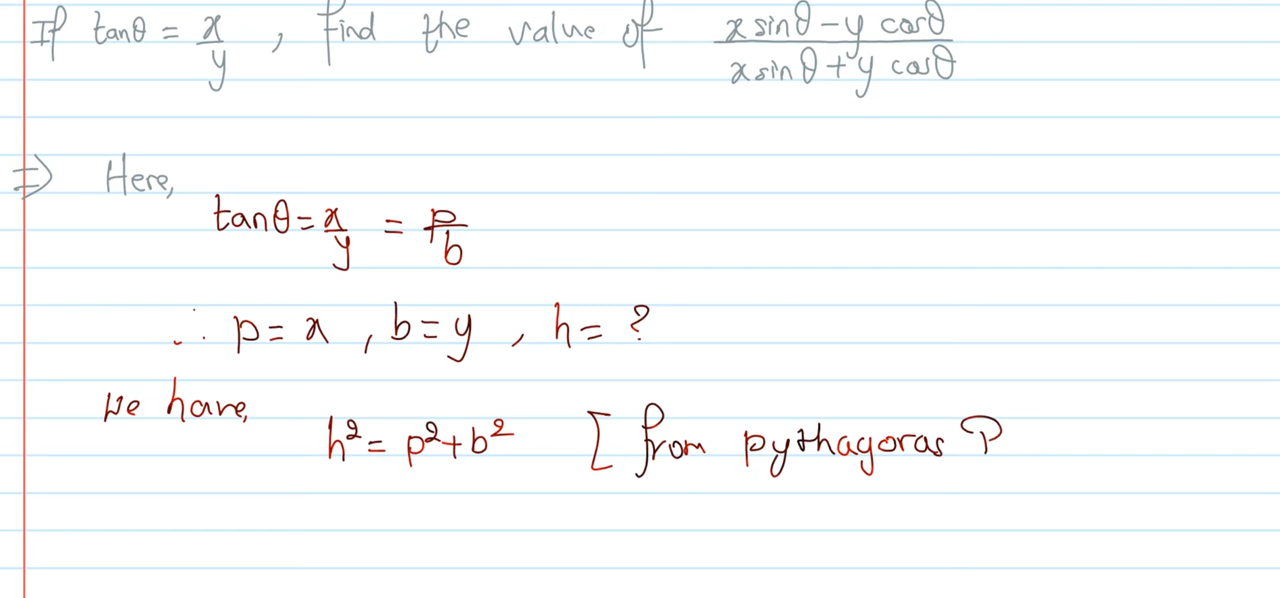 If tanθ = x/y , find the value of (x sinθ - y cosθ)/(x sinθ + y cosθ)
⇒ Here,
tanθ = x/y = p/b
∴ p = x , b = y , h = ?
we have,
h² = p² + b² [ from pythagoras